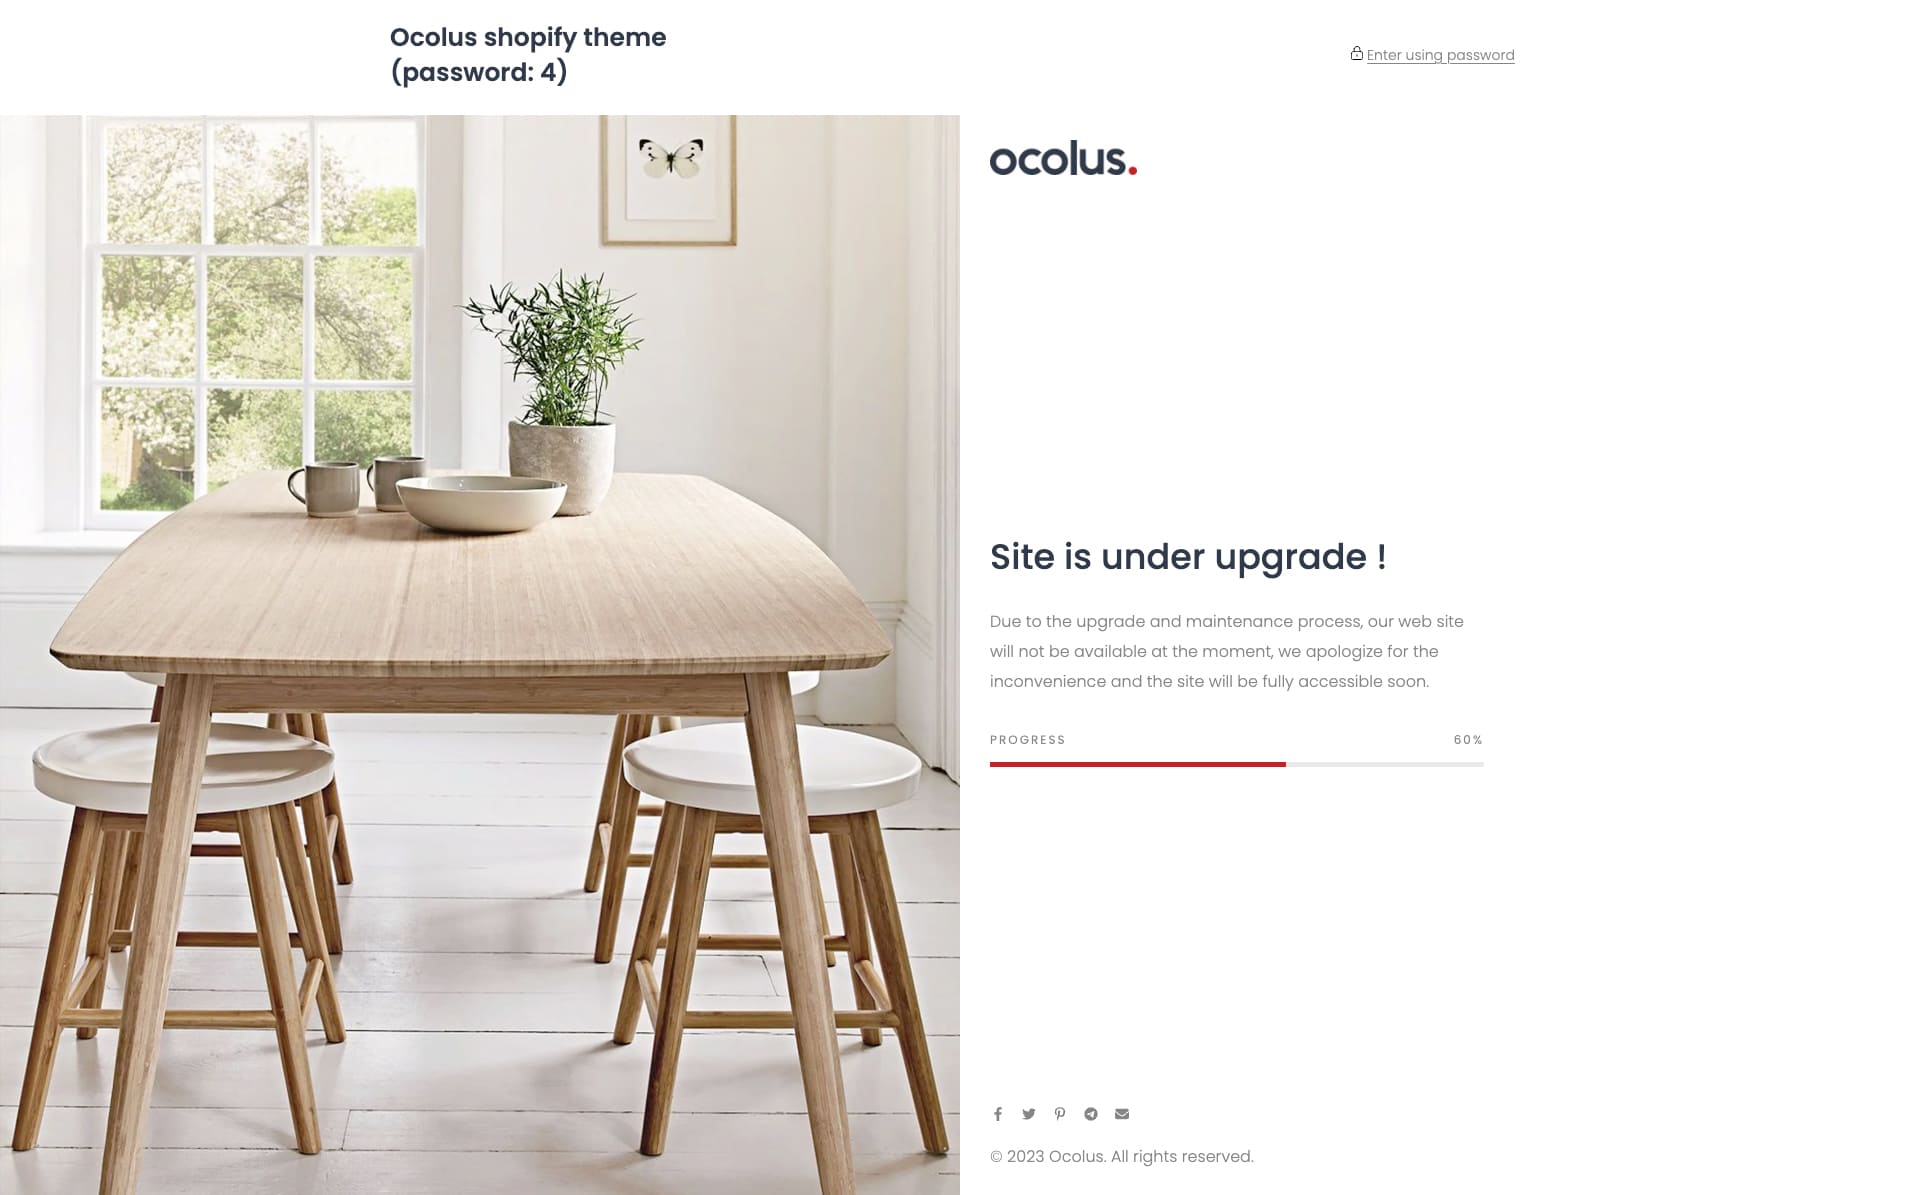 Ocolus shopify theme
(password: 4)
Enter using password
ocolus.
Site is under upgrade !
Due to the upgrade and maintenance process, our web site
will not be available at the moment, we apologize for the
inconvenience and the site will be fully accessible soon.
PROGRESS 60%
© 2023 Ocolus. All rights reserved.